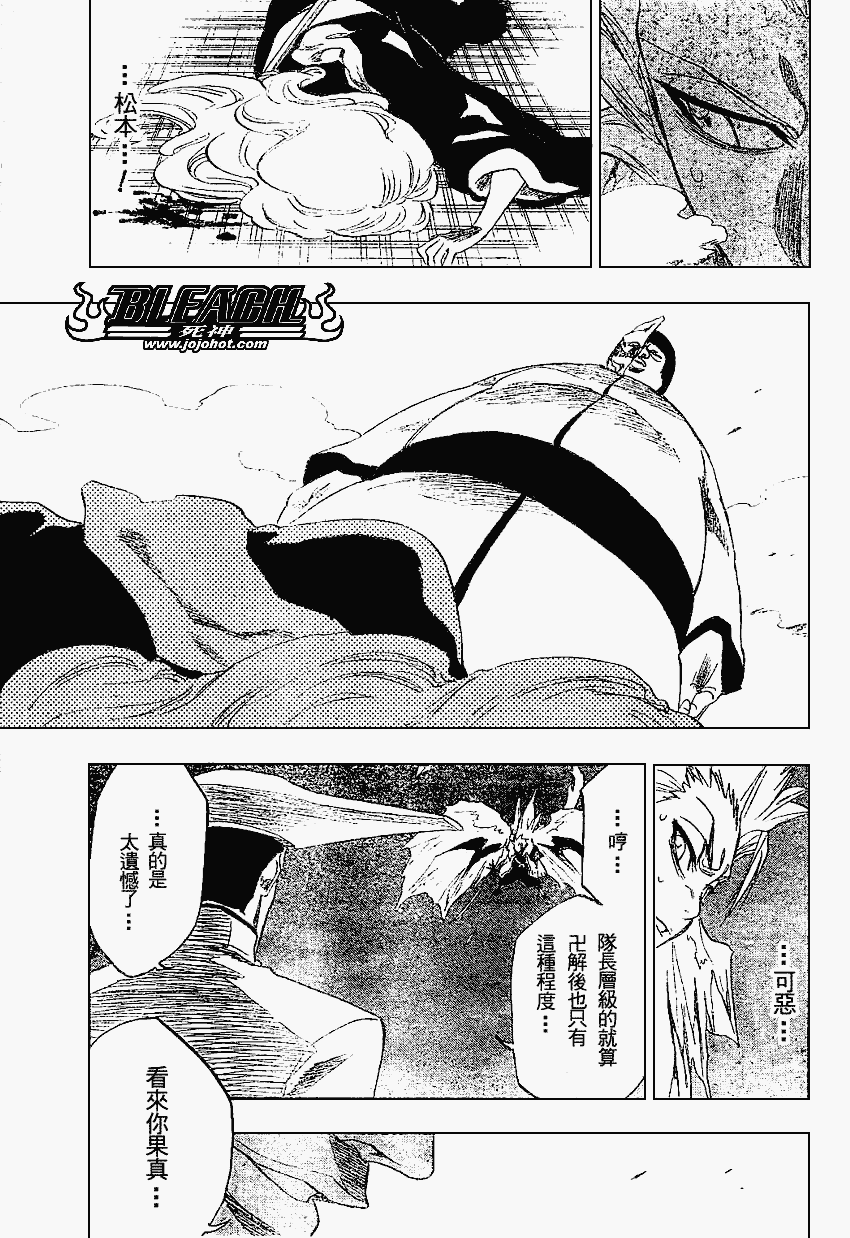 …松本…！
BLEACH
死神
www.jojohot.com
…可惡…
…哼…
隊長層級的就算
卍解後也只有
這種程度…
…真的是
太遺憾了…
看來你果真…